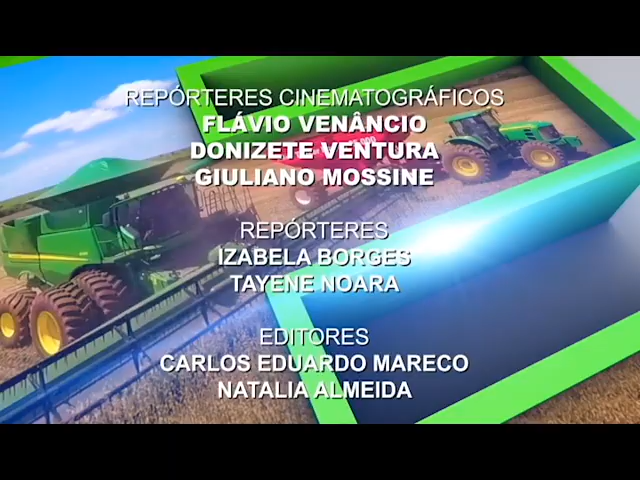 REPÓRTERES CINEMATOGRÁFICOS
FLÁVIO VENÂNCIO
DONIZETE VENTURA
GIULIANO MOSSINE
REPÓRTERES
IZABELA BORGES
TAYENE NOARA
EDITORES
CARLOS EDUARDO MARECO
NATALIA ALMEIDA